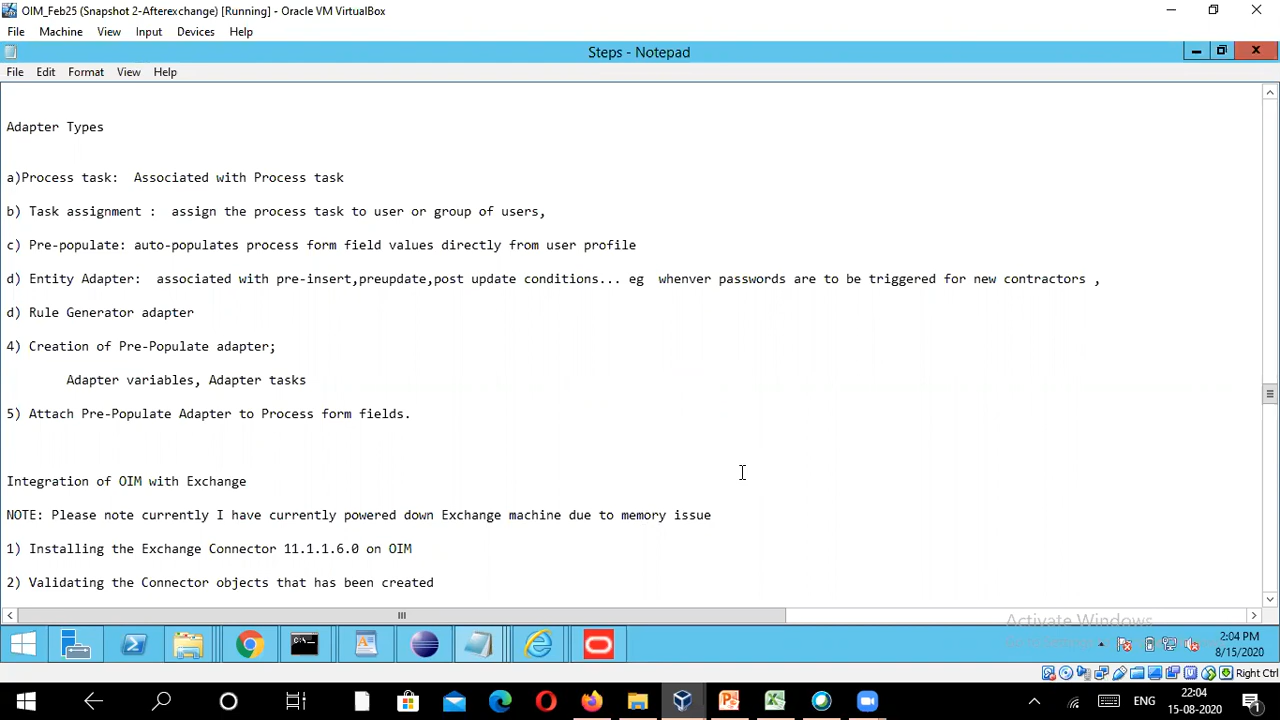 OIM_Feb25 (Snapshot 2-Afterexchange) [Running] - Oracle VM VirtualBox
File Machine View Input Devices Help
Steps - Notepad
File Edit Format View Help
Adapter Types
a)Process task:  Associated with Process task
b) Task assignment :  assign the process task to user or group of users,
c) Pre-populate: auto-populates process form field values directly from user profile
d) Entity Adapter:  associated with pre-insert,preupdate,post update conditions... eg  whenver passwords are to be triggered for new contractors ,
d) Rule Generator adapter
4) Creation of Pre-Populate adapter;
Adapter variables, Adapter tasks
5) Attach Pre-Populate Adapter to Process form fields.
Integration of OIM with Exchange
NOTE: Please note currently I have currently powered down Exchange machine due to memory issue
1) Installing the Exchange Connector 11.1.1.6.0 on OIM
2) Validating the Connector objects that has been created
Activate Windows
2:04 PM
8/15/2020
Right Ctrl
ENG
22:04
15-08-2020